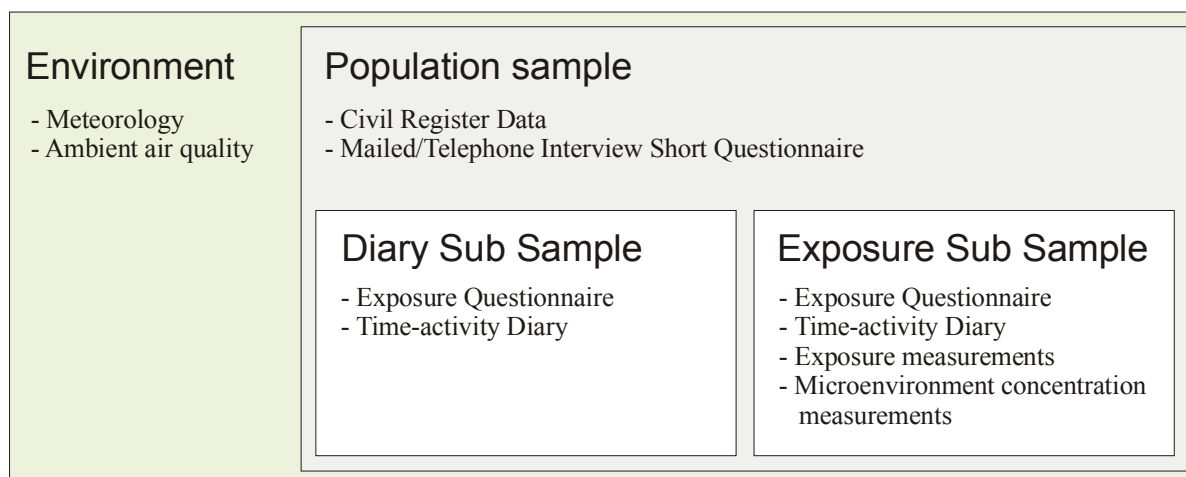 Environment
- Meteorology
- Ambient air quality
Population sample
- Civil Register Data
- Mailed/Telephone Interview Short Questionnaire
Diary Sub Sample
- Exposure Questionnaire
- Time-activity Diary
Exposure Sub Sample
- Exposure Questionnaire
- Time-activity Diary
- Exposure measurements
- Microenvironment concentration
measurements